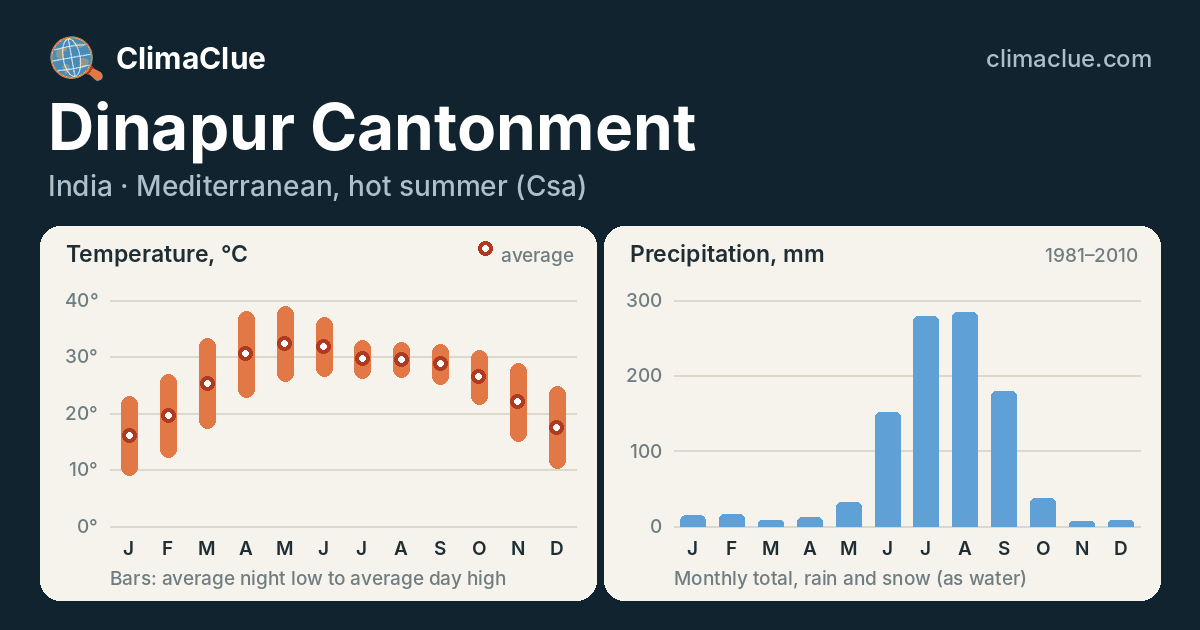 ClimaClue
climaclue.com
Dinapur Cantonment
India · Mediterranean, hot summer (Csa)
Temperature, °C
average
40°
30°
20°
10°
0°
J F M A M J J A S O N D
Bars: average night low to average day high
Precipitation, mm
1981–2010
300
200
100
0
J F M A M J J A S O N D
Monthly total, rain and snow (as water)